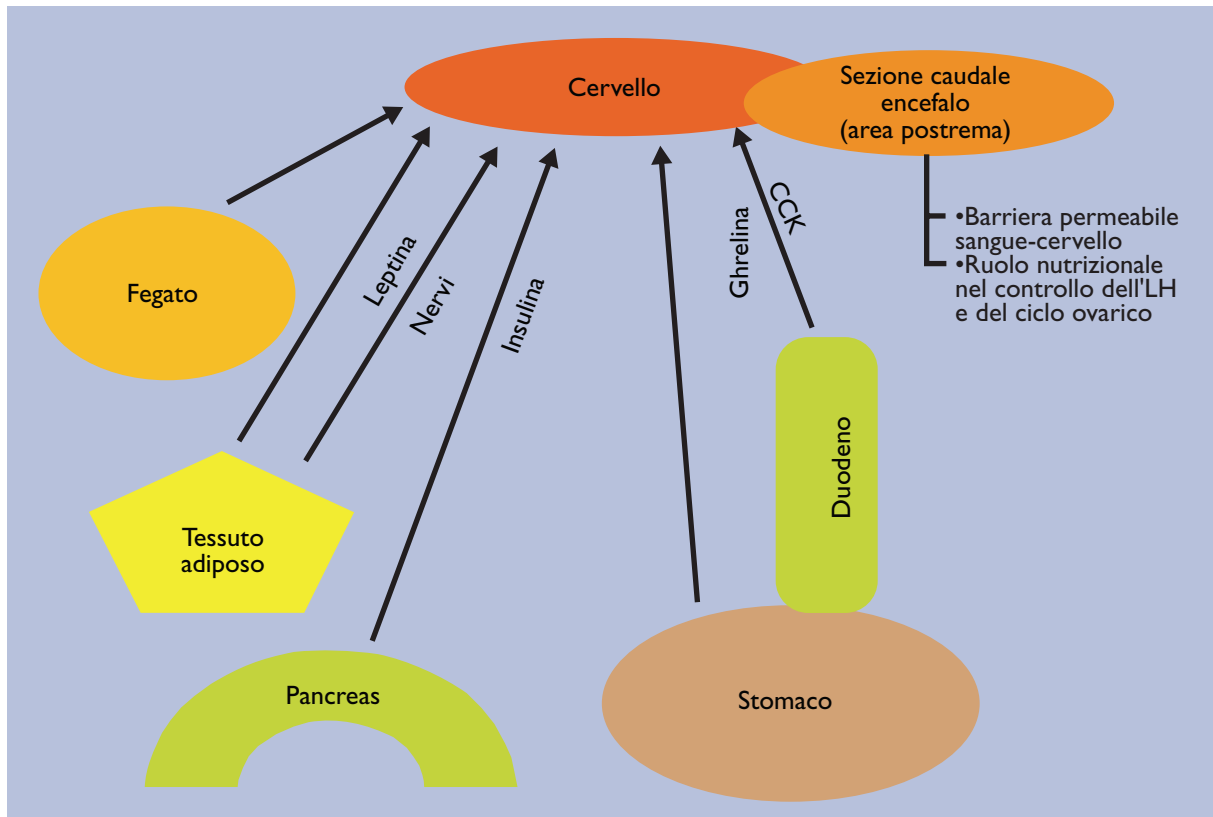 Cervello
Sezione caudale
encefalo
(area postrema)
•Barriera permeabile
sangue-cervello
•Ruolo nutrizionale
nel controllo dell'LH
e del ciclo ovarico
Fegato
Leptina
Nervi
Insulina
Ghrelina
CCK
Duodeno
Tessuto
adiposo
Pancreas
Stomaco